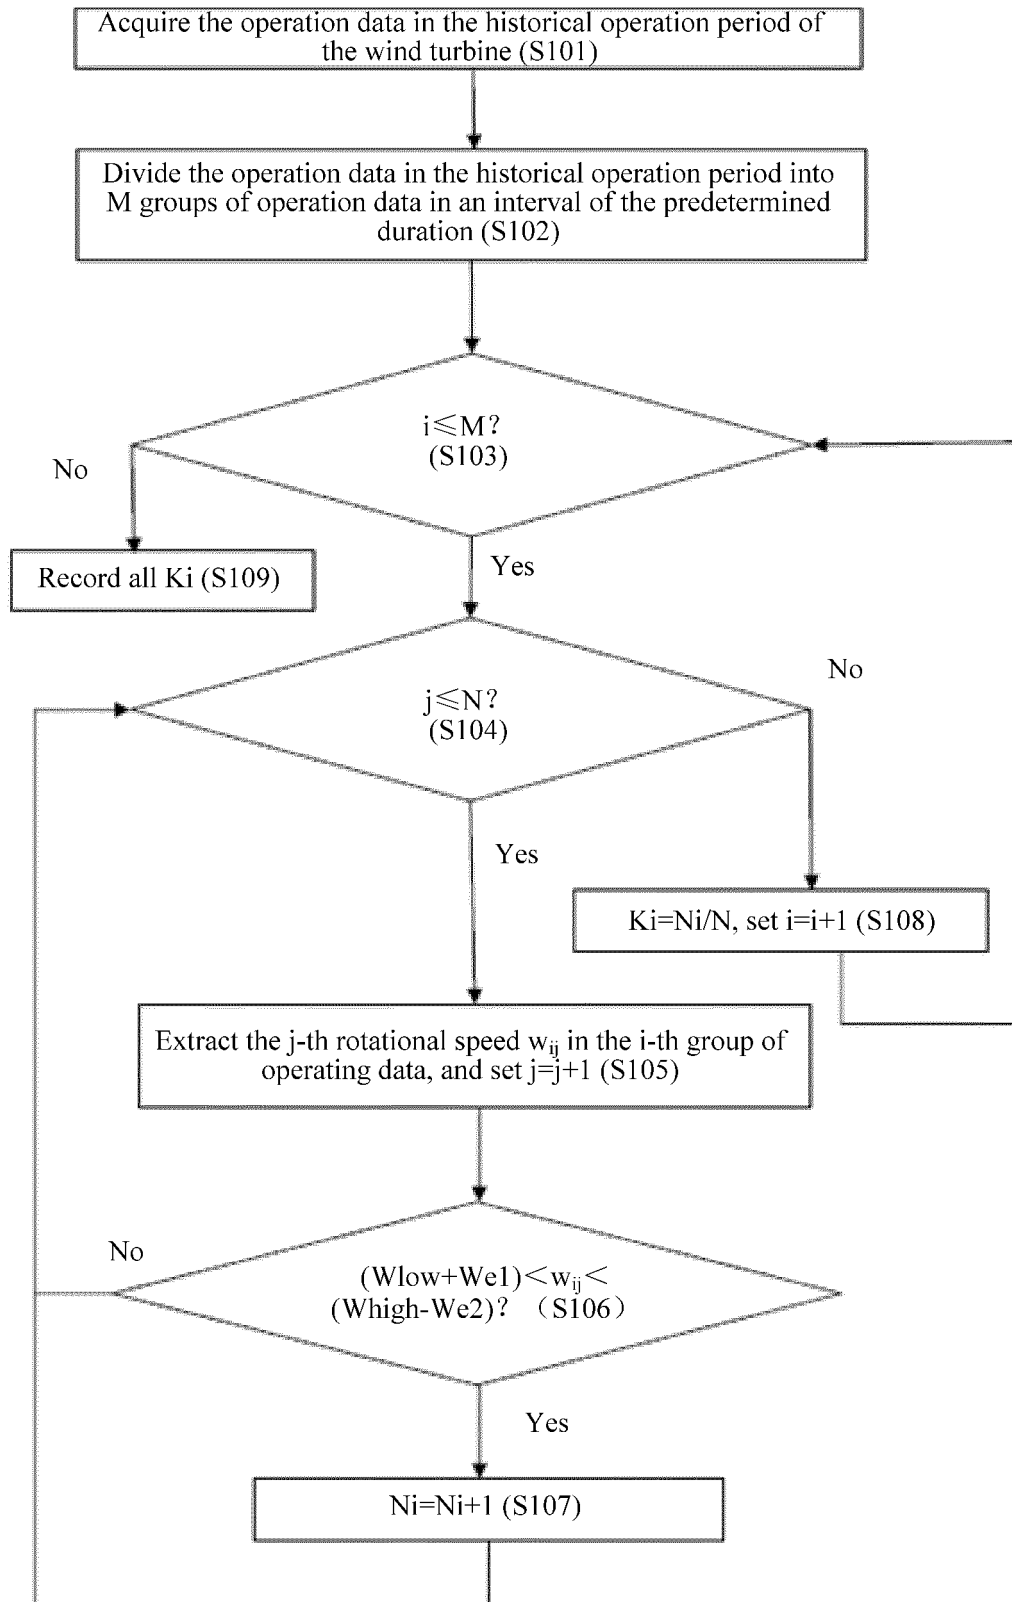 Acquire the operation data in the historical operation period of
the wind turbine (S101)
Divide the operation data in the historical operation period into
M groups of operation data in an interval of the predetermined
duration (S102)
i≤M?
(S103)
No
Yes
Record all Ki (S109)
j≤N?
(S104)
No
Yes
Ki=Ni/N, set i=i+1 (S108)
Extract the j-th rotational speed wij in the i-th group of
operating data, and set j=j+1 (S105)
No
(Wlow+We1)<wij<
(Whigh-We2)? (S106)
Yes
Ni=Ni+1 (S107)